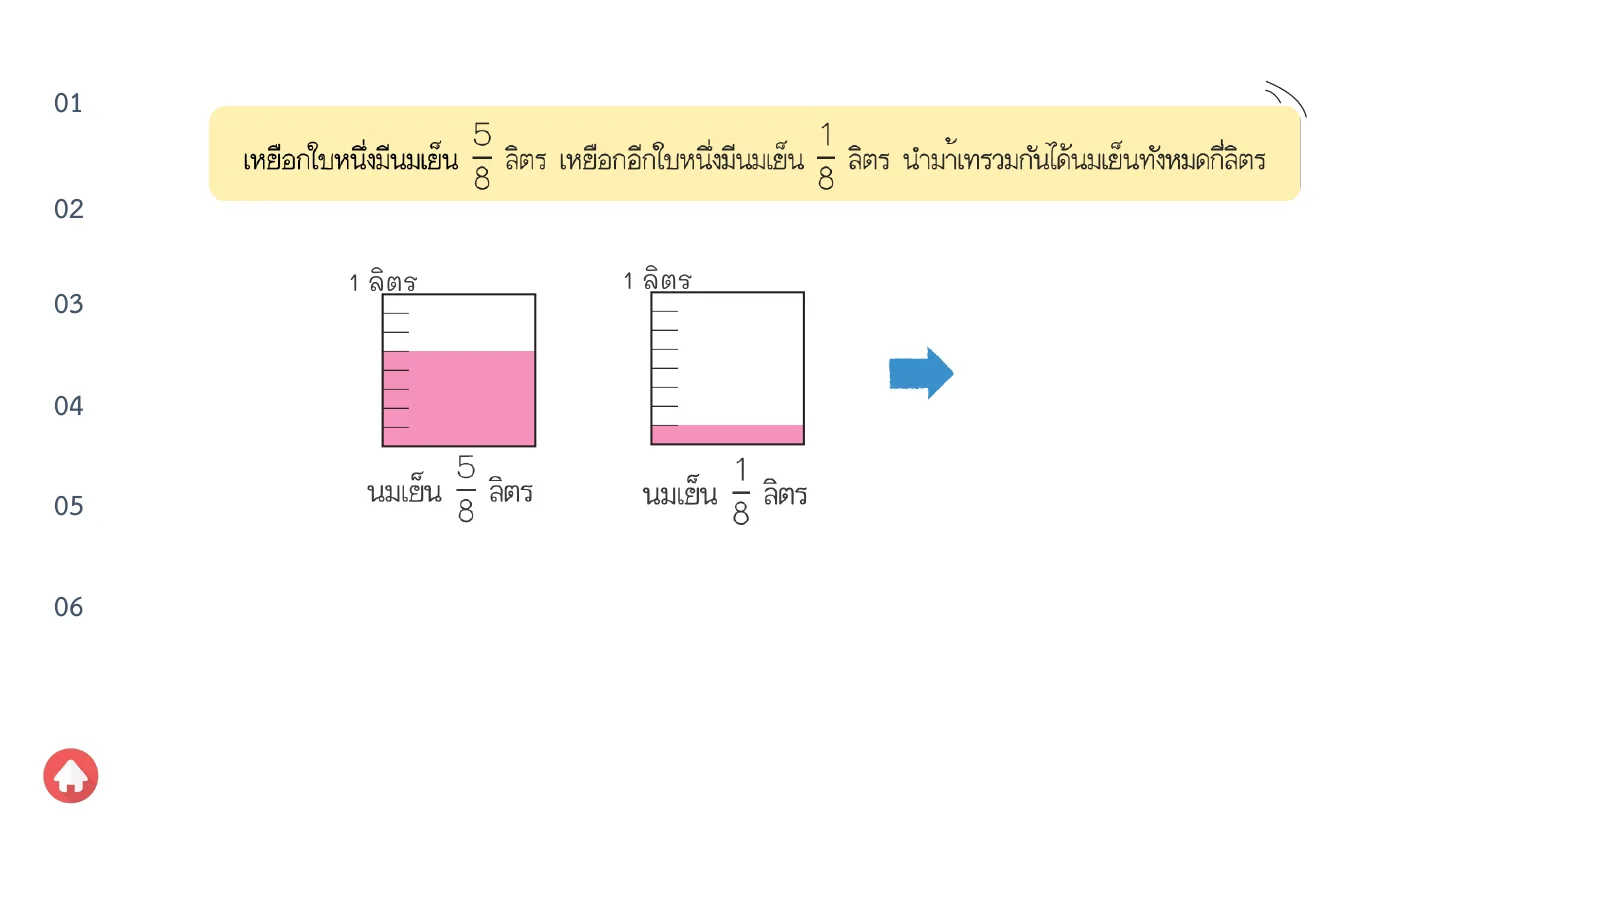 01
02
03
04
05
06
เหยือกใบหนึ่งมีนมเย็น 5/8 ลิตร เหยือกอีกใบหนึ่งมีนมเย็น 1/8 ลิตร นำมาเ้ทรวมกันได้นมเย็นทั้งหมดกี่ลิตร
1 ลิตร
1 ลิตร
นมเย็น 5/8 ลิตร
นมเย็น 1/8 ลิตร